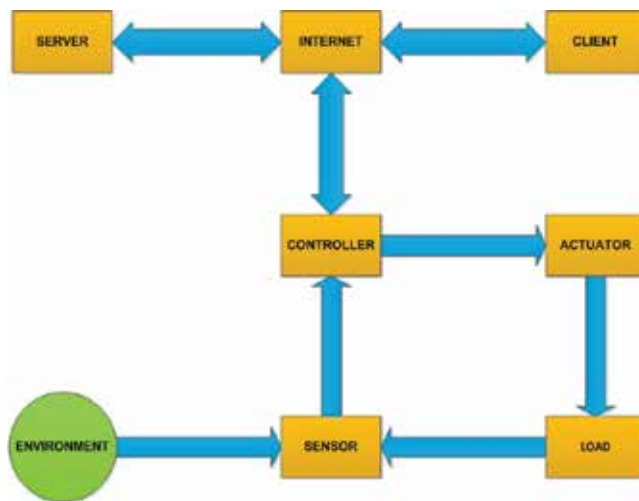 SERVER
INTERNET
CLIENT
CONTROLLER
ACTUATOR
ENVIRONMENT
SENSOR
LOAD